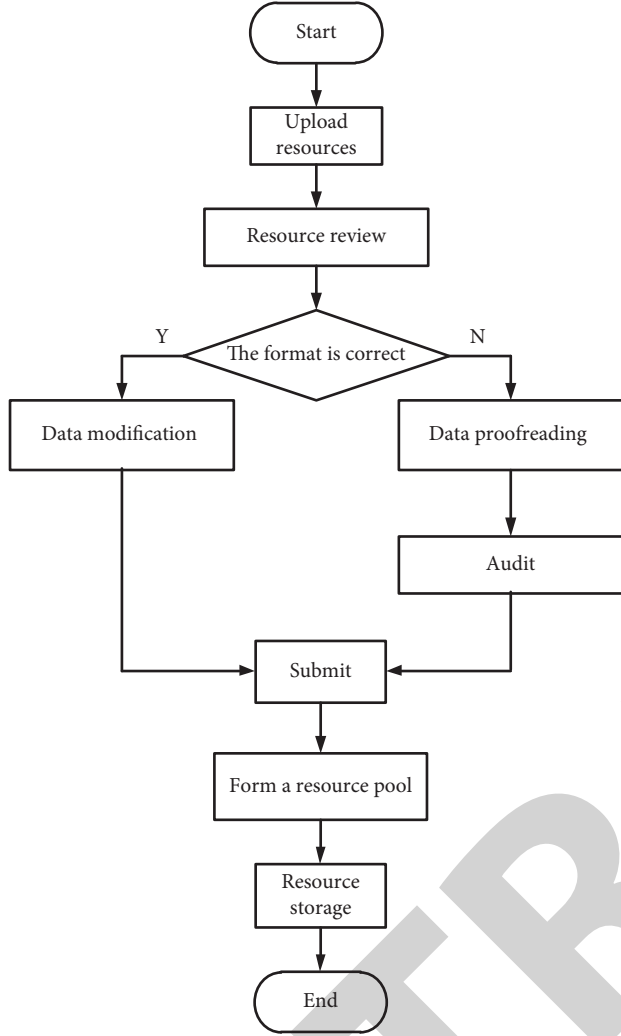 Start
Upload
resources
Resource review
Y
N
The format is correct
Data modification
Data proofreading
Audit
Submit
Form a resource pool
Resource
storage
End
TR